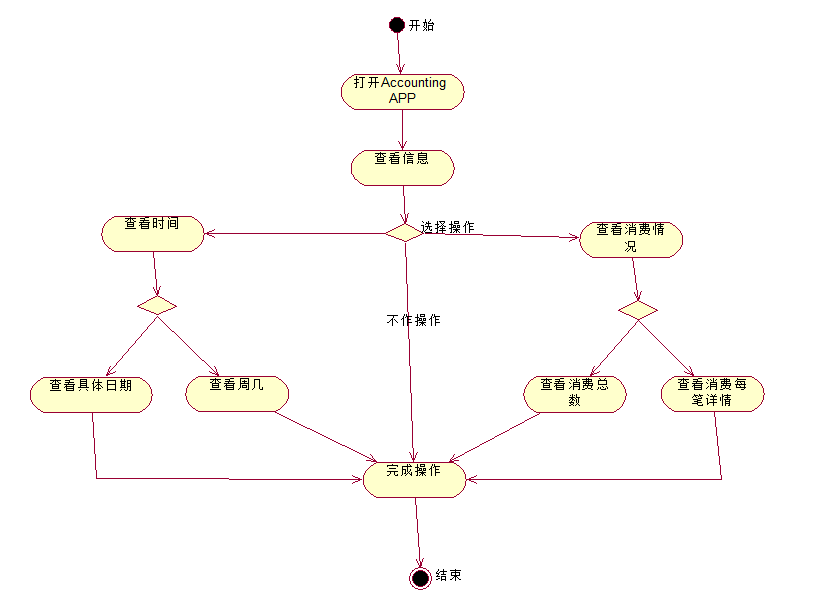 开始
打开Accounting
APP
查看信息
选择操作
查看时间
查看消费情
况
不作操作
查看具体日期
查看周几
查看消费总
数
查看消费每
笔详情
完成操作
结束